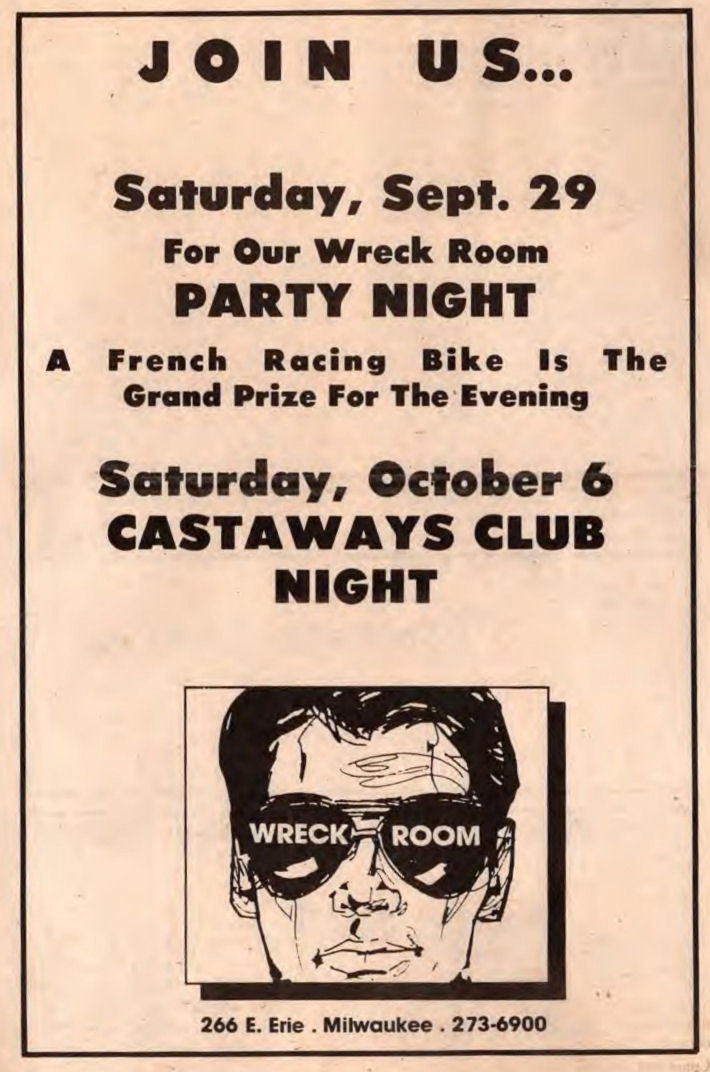 JOIN US...
Saturday, Sept. 29
For Our Wreck Room
PARTY NIGHT
A French Racing Bike Is The
Grand Prize For The Evening
Saturday, October 6
CASTAWAYS CLUB
NIGHT
WRECK ROOM
266 E. Erie . Milwaukee . 273-6900